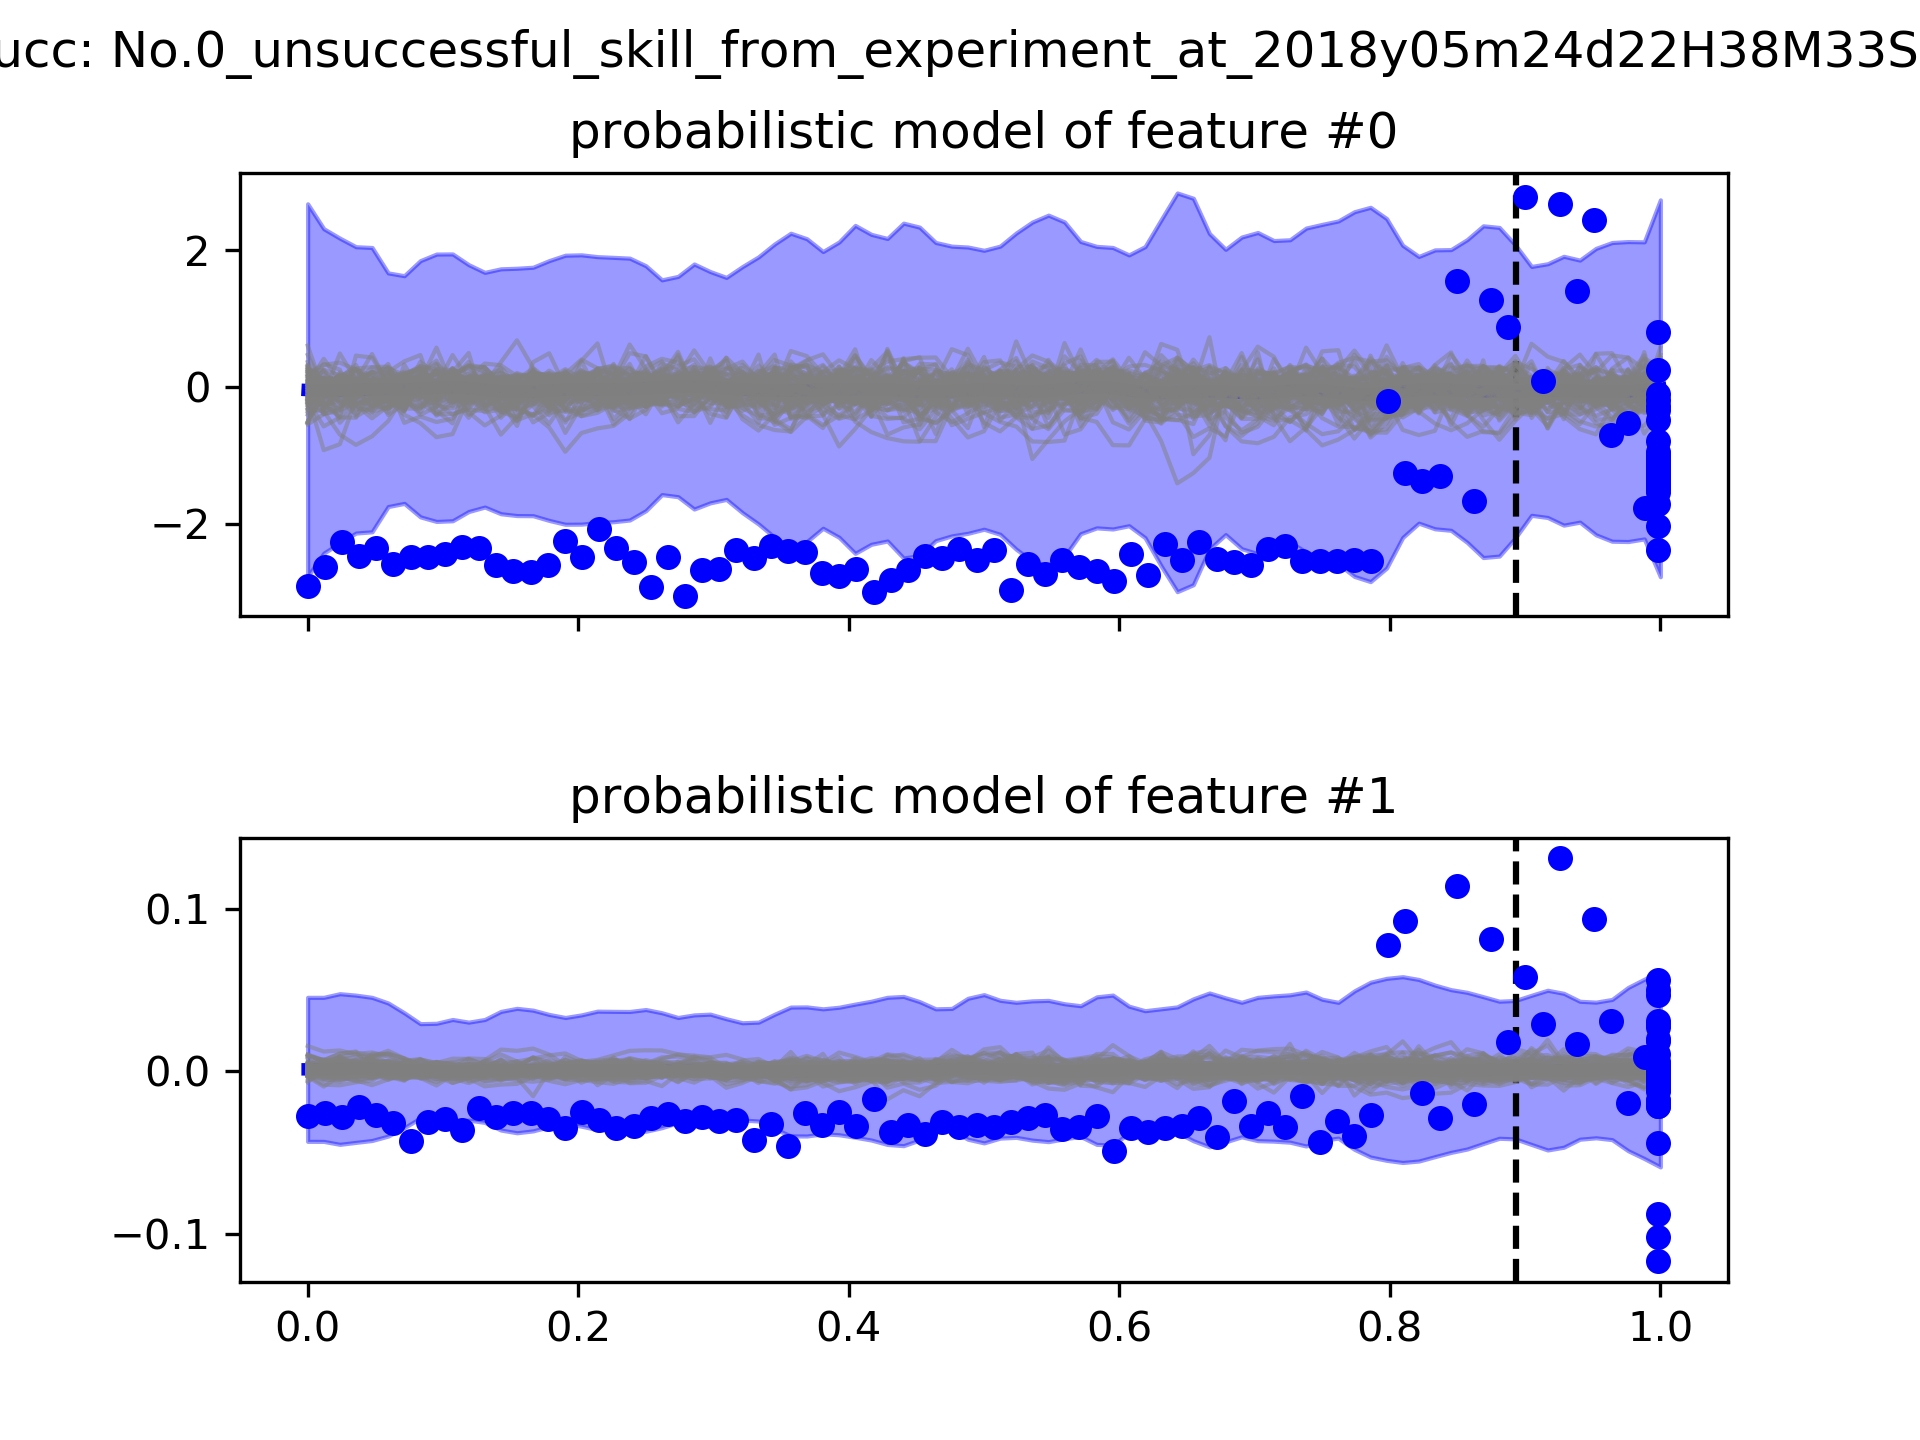 ucc: No.0_unsuccessful_skill_from_experiment_at_2018y05m24d22H38M33S
probabilistic model of feature #0
2
0
−2
probabilistic model of feature #1
0.1
0.0
−0.1
0.0 0.2 0.4 0.6 0.8 1.0